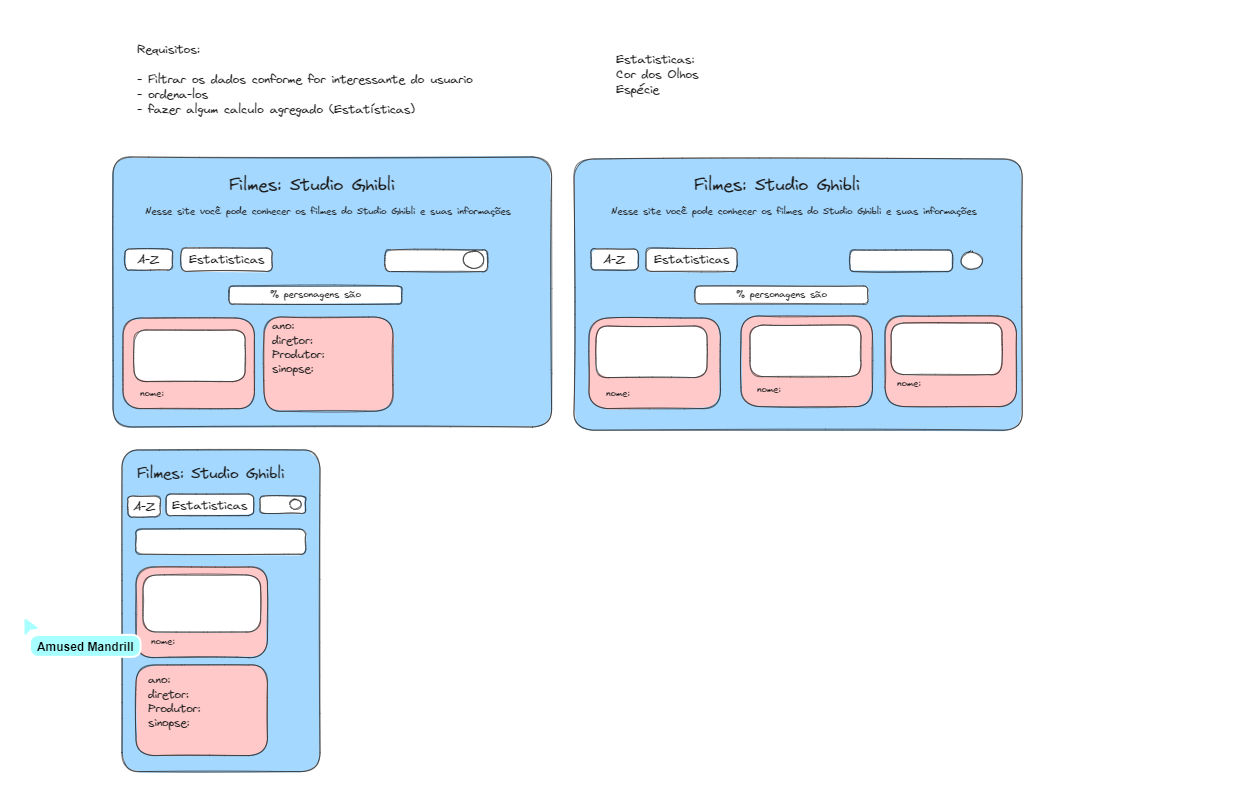 Requisitos:
- Filtrar os dados conforme for interessante do usuario
- ordena-los
- fazer algum calculo agregado (Estatísticas)
Estatisticas:
Cor dos Olhos
Espécie
Filmes: Studio Ghibli
Nesse site você pode conhecer os filmes do Studio Ghibli e suas informações
A-Z
Estatisticas
% personagens são
nome:
ano:
diretor:
Produtor:
sinopse:
Filmes: Studio Ghibli
Nesse site você pode conhecer os filmes do Studio Ghibli e suas informações
A-Z
Estatisticas
% personagens são
nome:
nome:
nome:
Filmes: Studio Ghibli
A-Z
Estatisticas
nome:
ano:
diretor:
Produtor:
sinopse:
Amused Mandrill